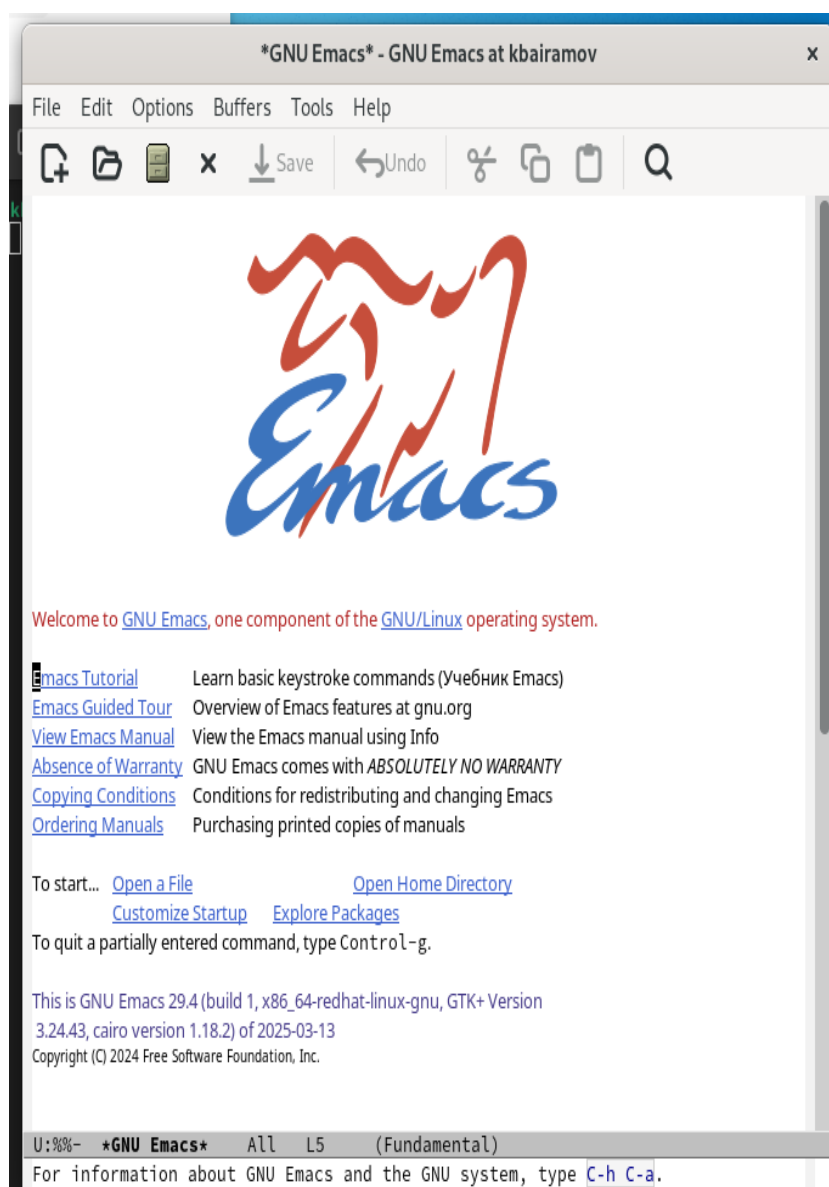 *GNU Emacs* - GNU Emacs at kbairamov x
File Edit Options Buffers Tools Help
Save Undo
Emacs
Welcome to GNU Emacs, one component of the GNU/Linux operating system.
Emacs Tutorial Learn basic keystroke commands (Учебник Emacs)
Emacs Guided Tour Overview of Emacs features at gnu.org
View Emacs Manual View the Emacs manual using Info
Absence of Warranty GNU Emacs comes with ABSOLUTELY NO WARRANTY
Copying Conditions Conditions for redistributing and changing Emacs
Ordering Manuals Purchasing printed copies of manuals
To start... Open a File Open Home Directory
Customize Startup Explore Packages
To quit a partially entered command, type Control-g.
This is GNU Emacs 29.4 (build 1, x86_64-redhat-linux-gnu, GTK+ Version
3.24.43, cairo version 1.18.2) of 2025-03-13
Copyright (C) 2024 Free Software Foundation, Inc.
U:%%- *GNU Emacs* All L5 (Fundamental)
For information about GNU Emacs and the GNU system, type C-h C-a.